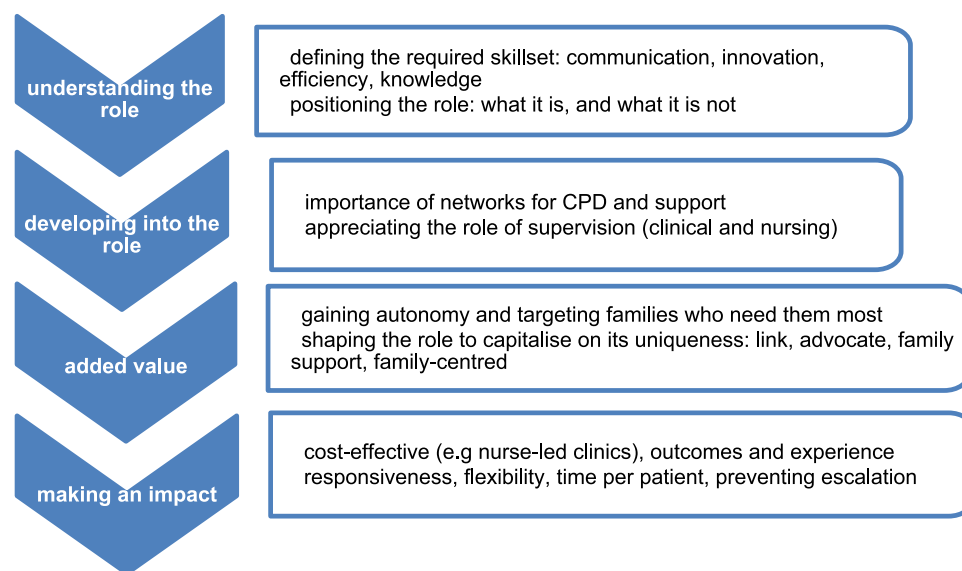 understanding the
role
defining the required skillset: communication, innovation,
efficiency, knowledge
positioning the role: what it is, and what it is not
developing into the
role
importance of networks for CPD and support
appreciating the role of supervision (clinical and nursing)
added value
gaining autonomy and targeting families who need them most
shaping the role to capitalise on its uniqueness: link, advocate, family
support, family-centred
making an impact
cost-effective (e.g nurse-led clinics), outcomes and experience
responsiveness, flexibility, time per patient, preventing escalation